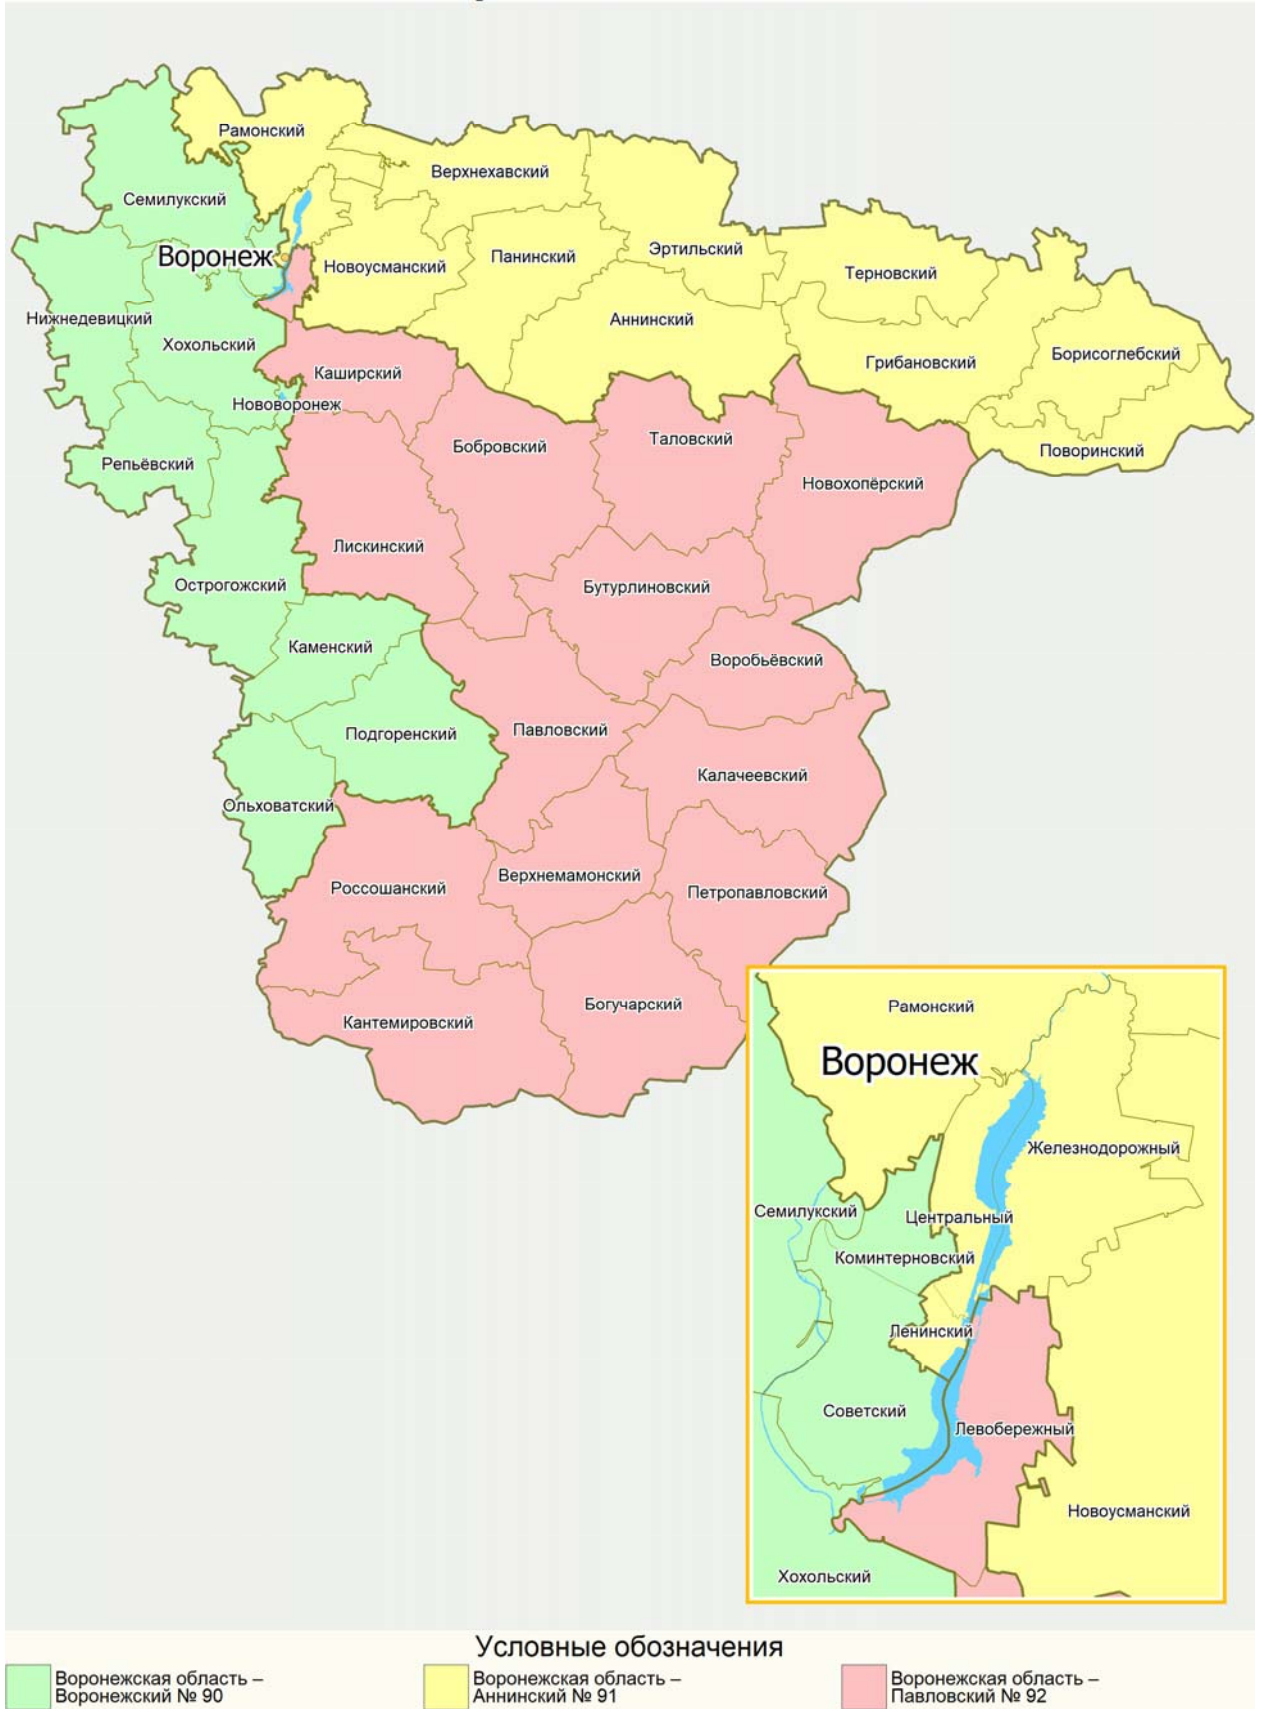 Рамонский
Верхнехавский
Семилукский
Эртильский
Воронеж
Панинский
Новоусманский
Терновский
Нижнедевицкий
Аннинский
Хохольский
Борисоглебский
Грибановский
Каширский
Нововоронеж
Таловский
Бобровский
Поворинский
Репьёвский
Новохопёрский
Лискинский
Острогожский
Бутурлиновский
Каменский
Воробьёвский
Павловский
Подгоренский
Калачеевский
Ольховатский
Верхнемамонский
Россошанский
Петропавловский
Богучарский
Кантемировский
Рамонский
Воронеж
Железнодорожный
Семилукский
Центральный
Коминтерновский
Ленинский
Советский
Левобережный
Новоусманский
Хохольский
Условные обозначения
Воронежская область –
Воронежский № 90
Воронежская область –
Аннинский № 91
Воронежская область –
Павловский № 92